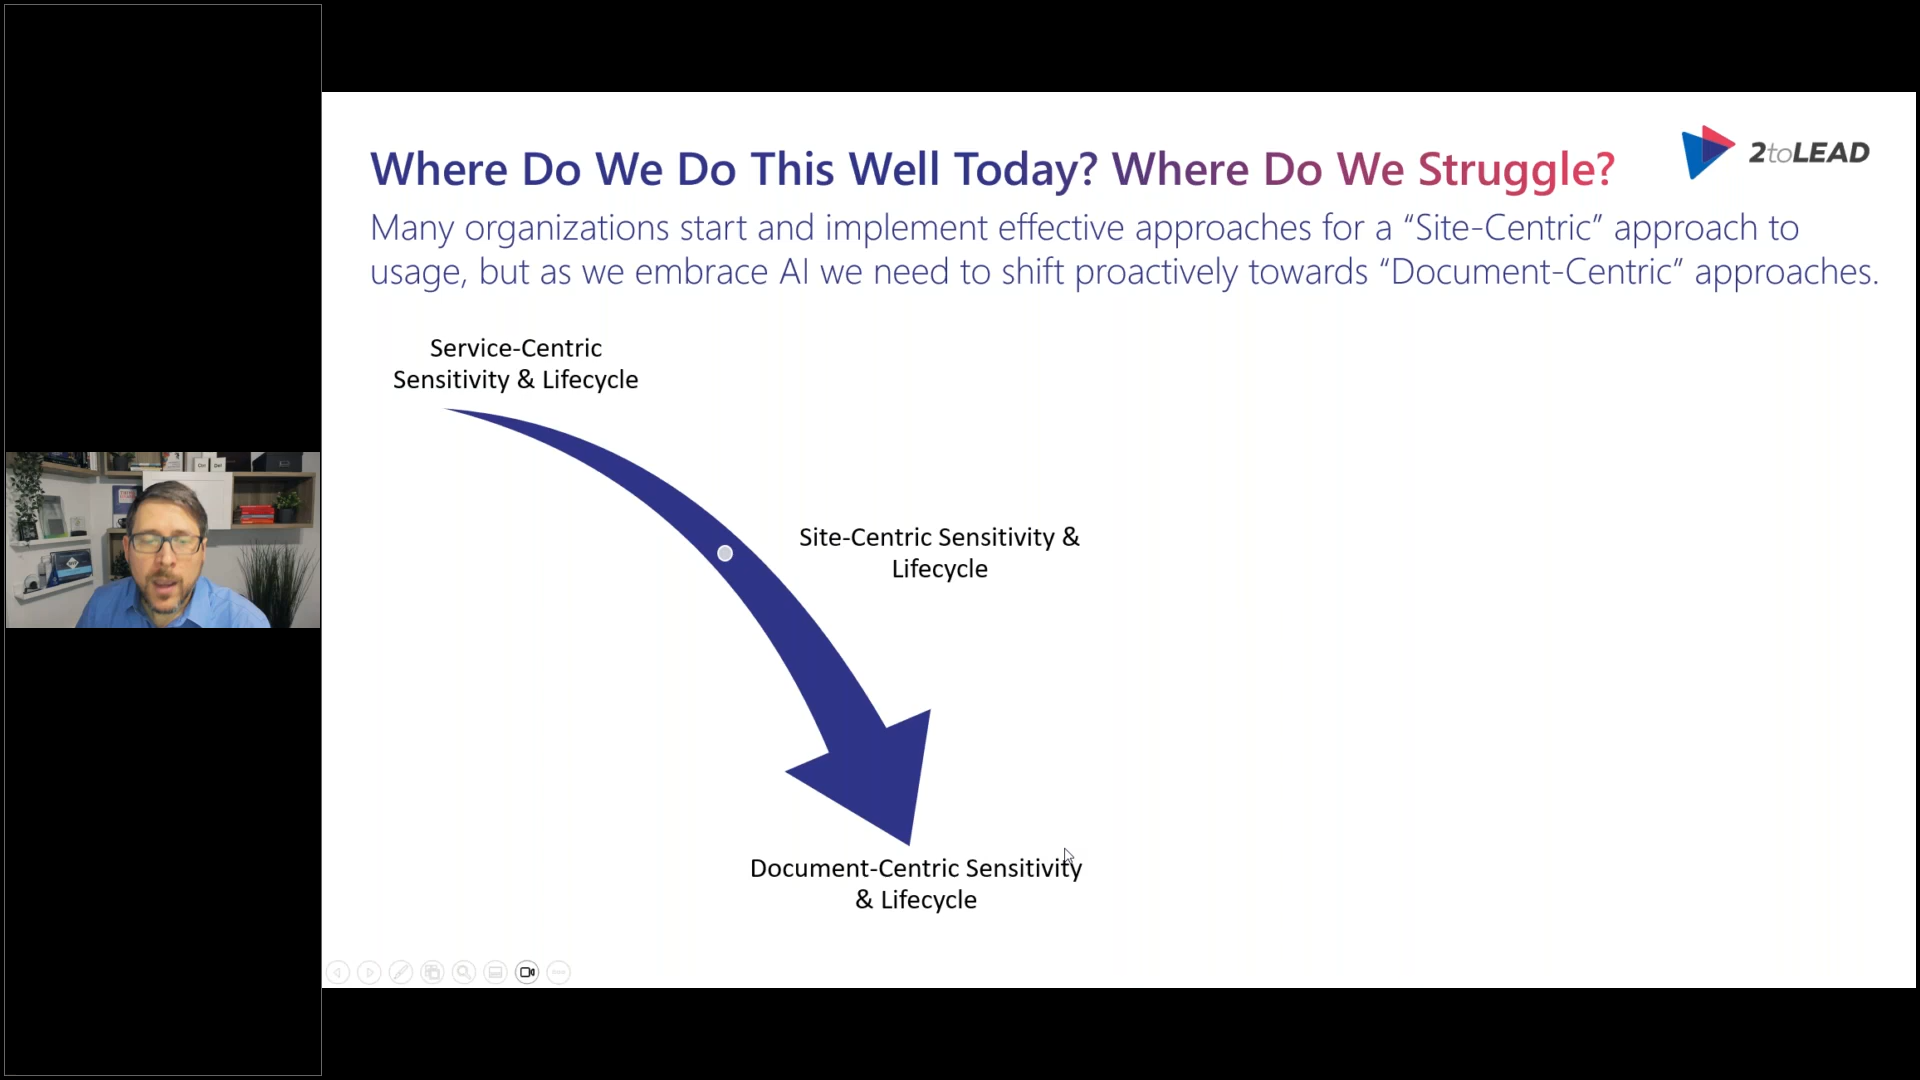 Where Do We Do This Well Today? Where Do We Struggle?
2toLEAD
Many organizations start and implement effective approaches for a “Site-Centric” approach to
usage, but as we embrace AI we need to shift proactively towards “Document-Centric” approaches.
Service-Centric
Sensitivity & Lifecycle
Site-Centric Sensitivity &
Lifecycle
Document-Centric Sensitivity
& Lifecycle